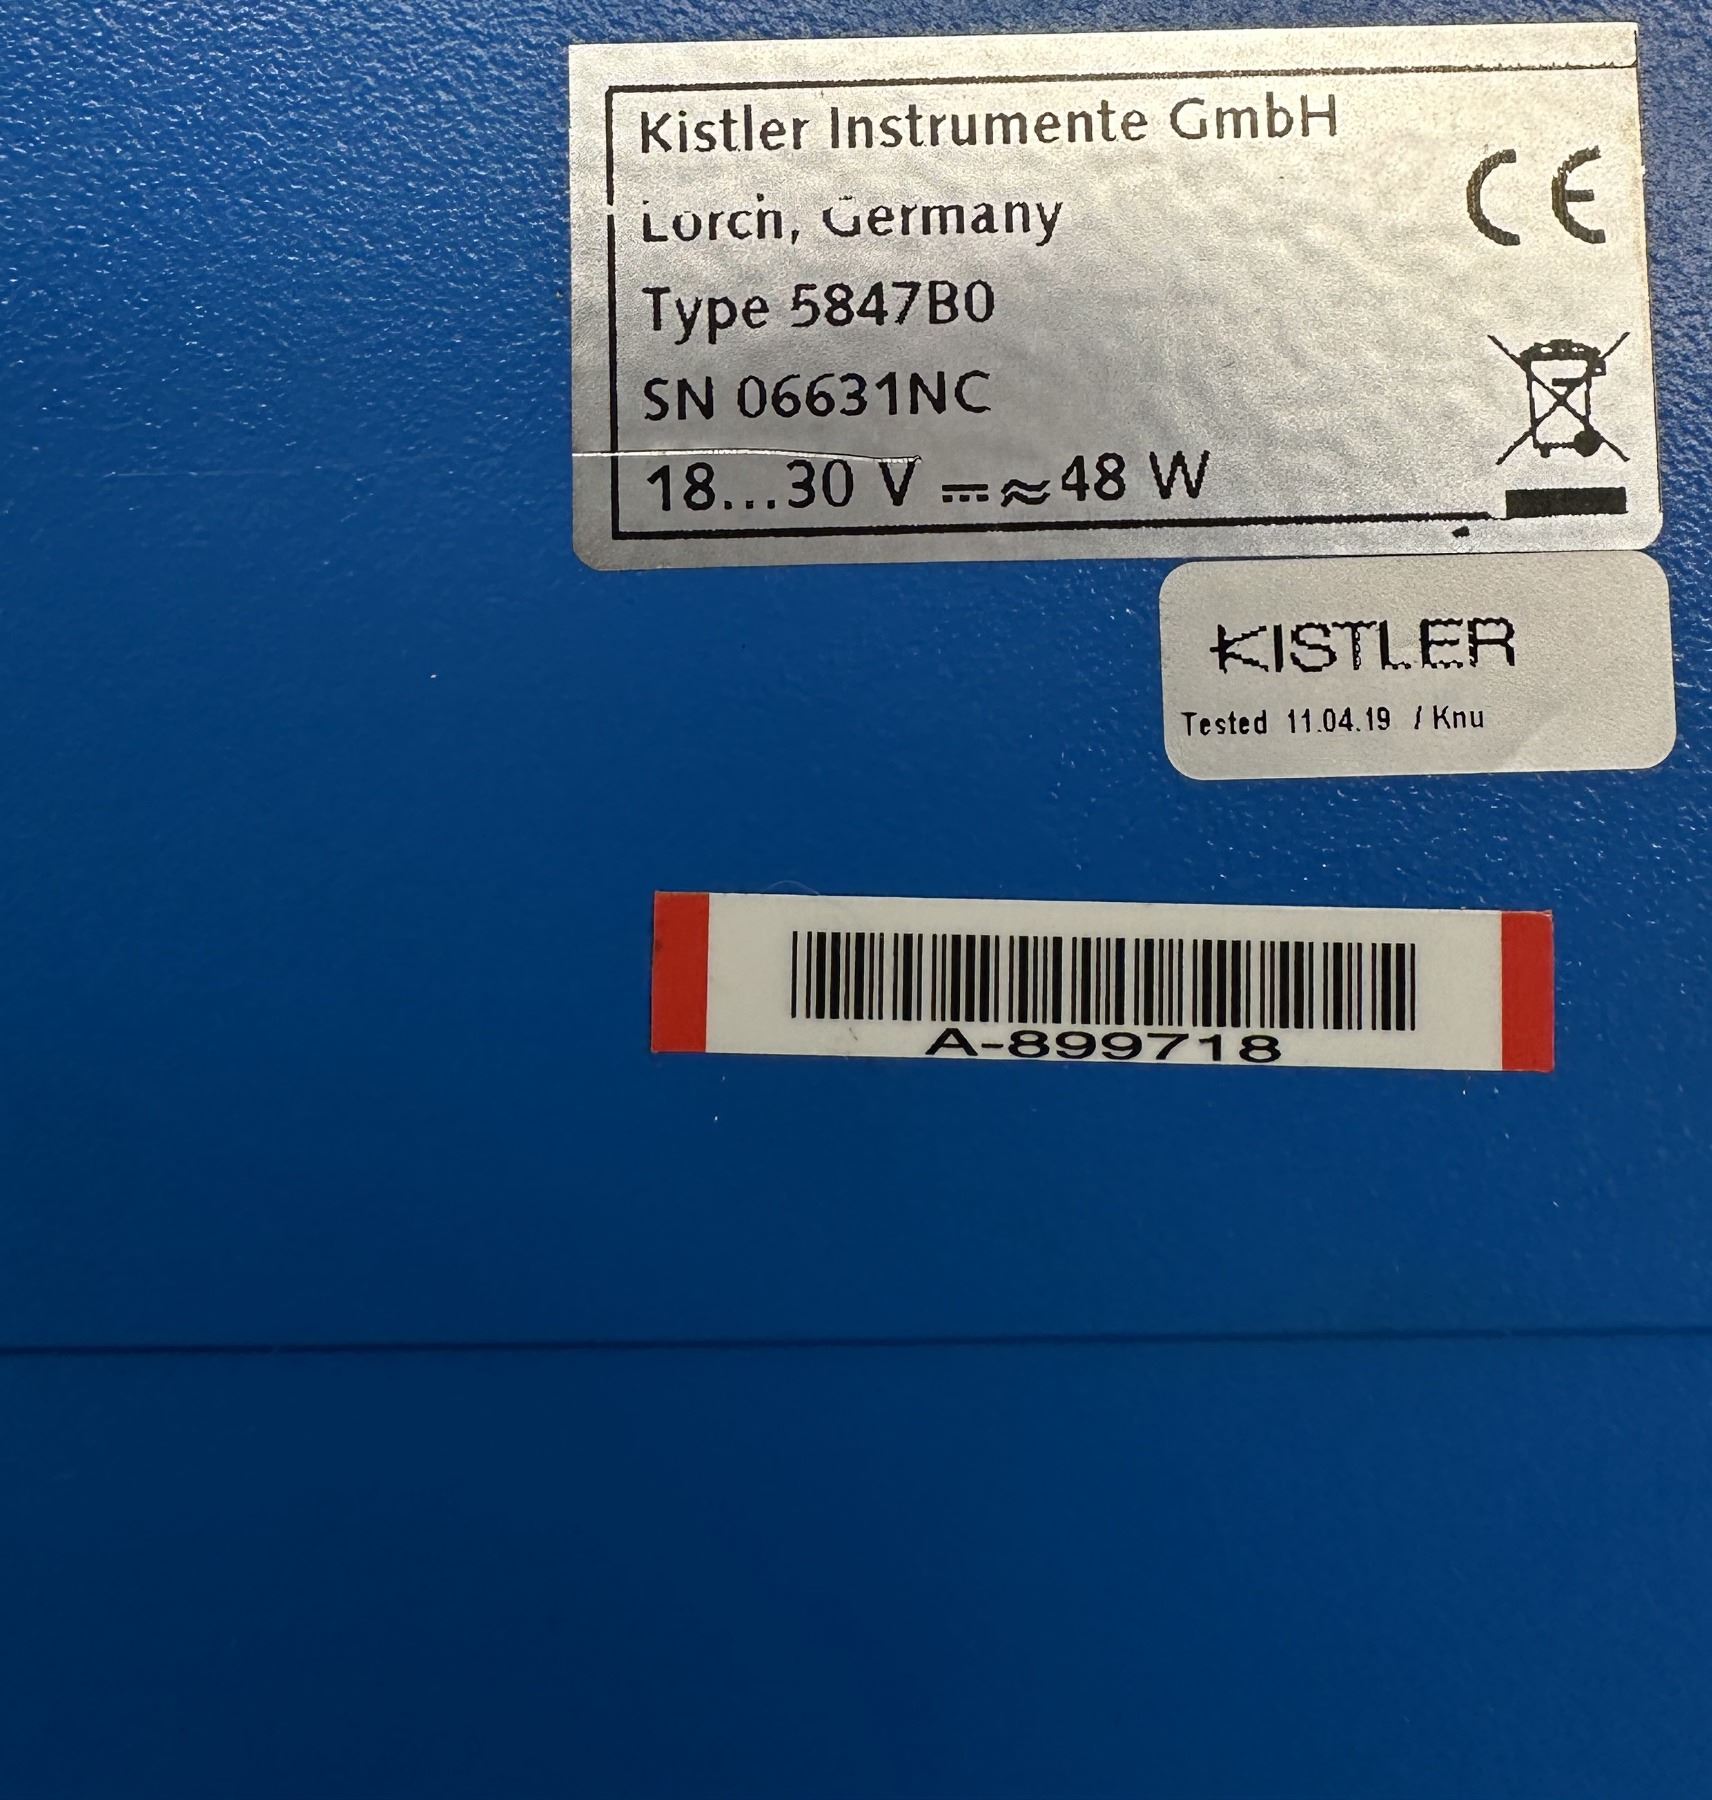 Kistler Instrumente GmbH
CE
Lorch, Germany
Type 5847B0
SN 06631NC
18...30 V ⎓≈48 W
KISTLER
Tested 11.04.19 / Knu
A-899718